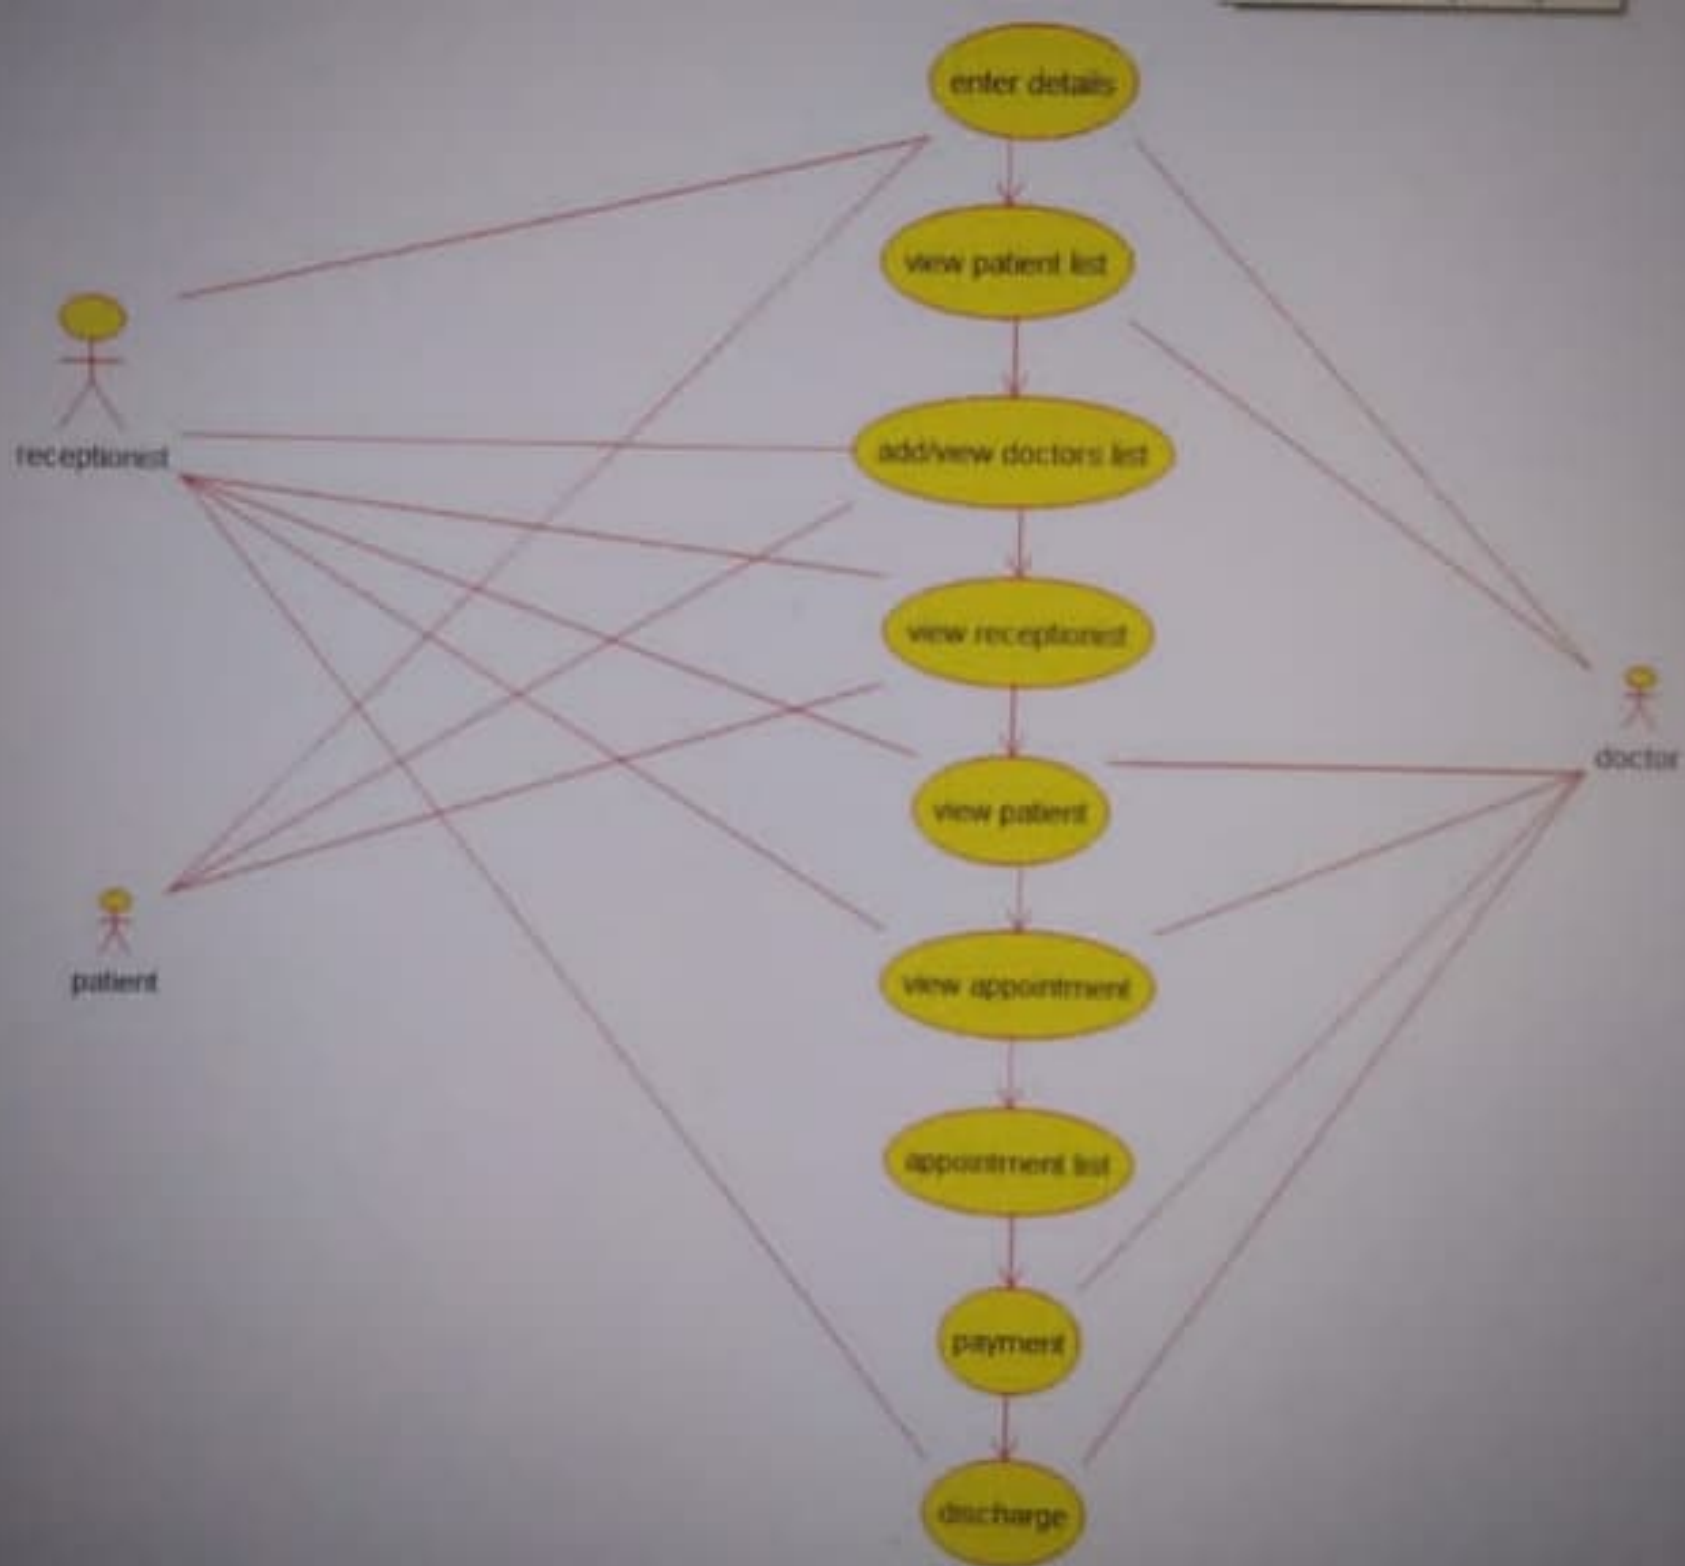 enter details
view patient list
receptionist
add/view doctors list
view receptionist
doctor
view patient
patient
view appointment
appointment list
payment
discharge